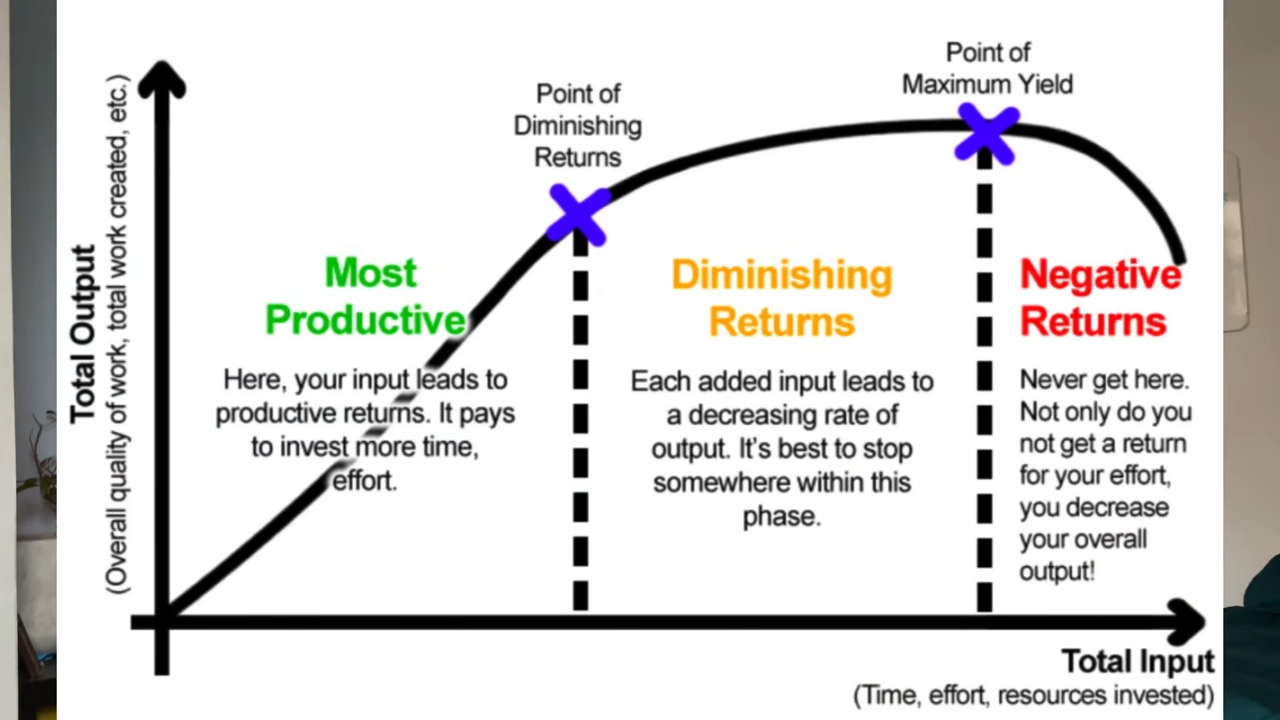 Point of
Maximum Yield
Point of
Diminishing
Returns
Total Output
(Overall quality of work, total work created, etc.)
Most
Productive
Here, your input leads to
productive returns. It pays
to invest more time,
effort.
Diminishing
Returns
Each added input leads to
a decreasing rate of
output. It's best to stop
somewhere within this
phase.
Negative
Returns
Never get here.
Not only do you
not get a return
for your effort,
you decrease
your overall
output!
Total Input
(Time, effort, resources invested)